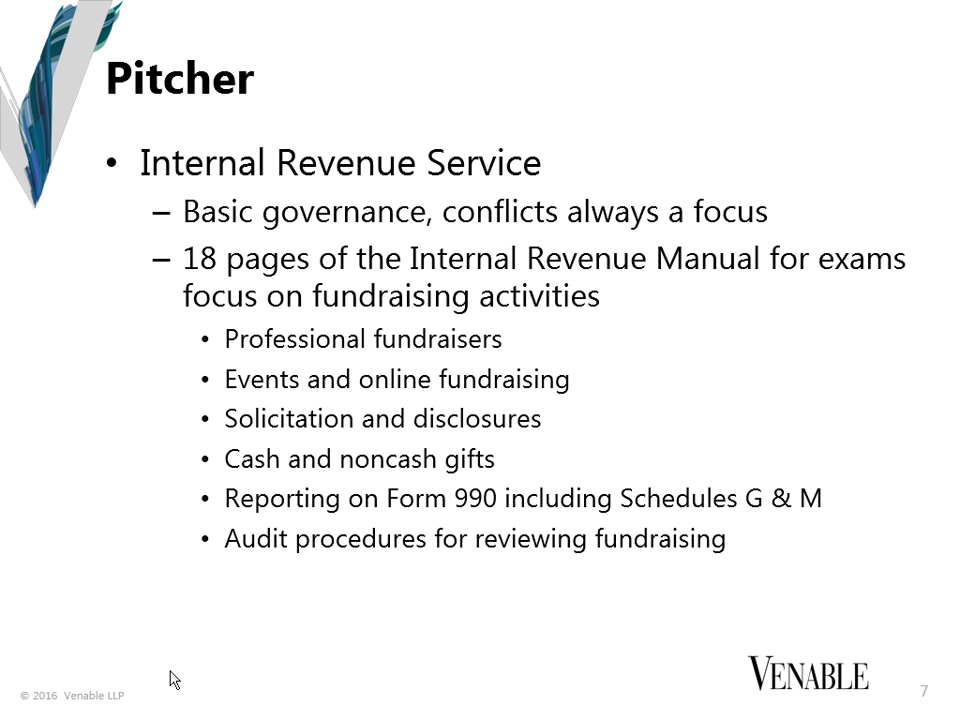 Pitcher
• Internal Revenue Service
– Basic governance, conflicts always a focus
– 18 pages of the Internal Revenue Manual for exams
focus on fundraising activities
• Professional fundraisers
• Events and online fundraising
• Solicitation and disclosures
• Cash and noncash gifts
• Reporting on Form 990 including Schedules G & M
• Audit procedures for reviewing fundraising
© 2016 Venable LLP
VENABLE
7